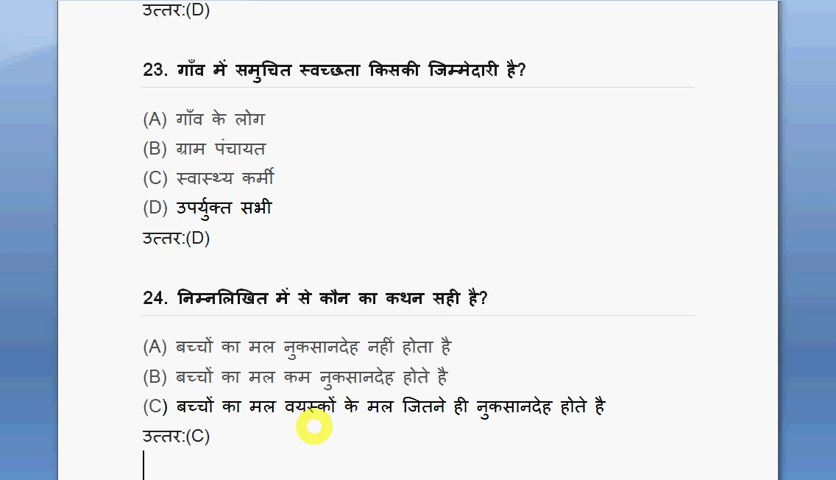 उत्तर:(D)
23. गाँव में समुचित स्वच्छता किसकी जिम्मेदारी है?
(A) गाँव के लोग
(B) ग्राम पंचायत
(C) स्वास्थ्य कर्मी
(D) उपर्युक्त सभी
उत्तर:(D)
24. निम्नलिखित में से कौन का कथन सही है?
(A) बच्चों का मल नुकसानदेह नहीं होता है
(B) बच्चों का मल कम नुकसानदेह होते है
(C) बच्चों का मल वयस्कों के मल जितने ही नुकसानदेह होते है
उत्तर:(C)